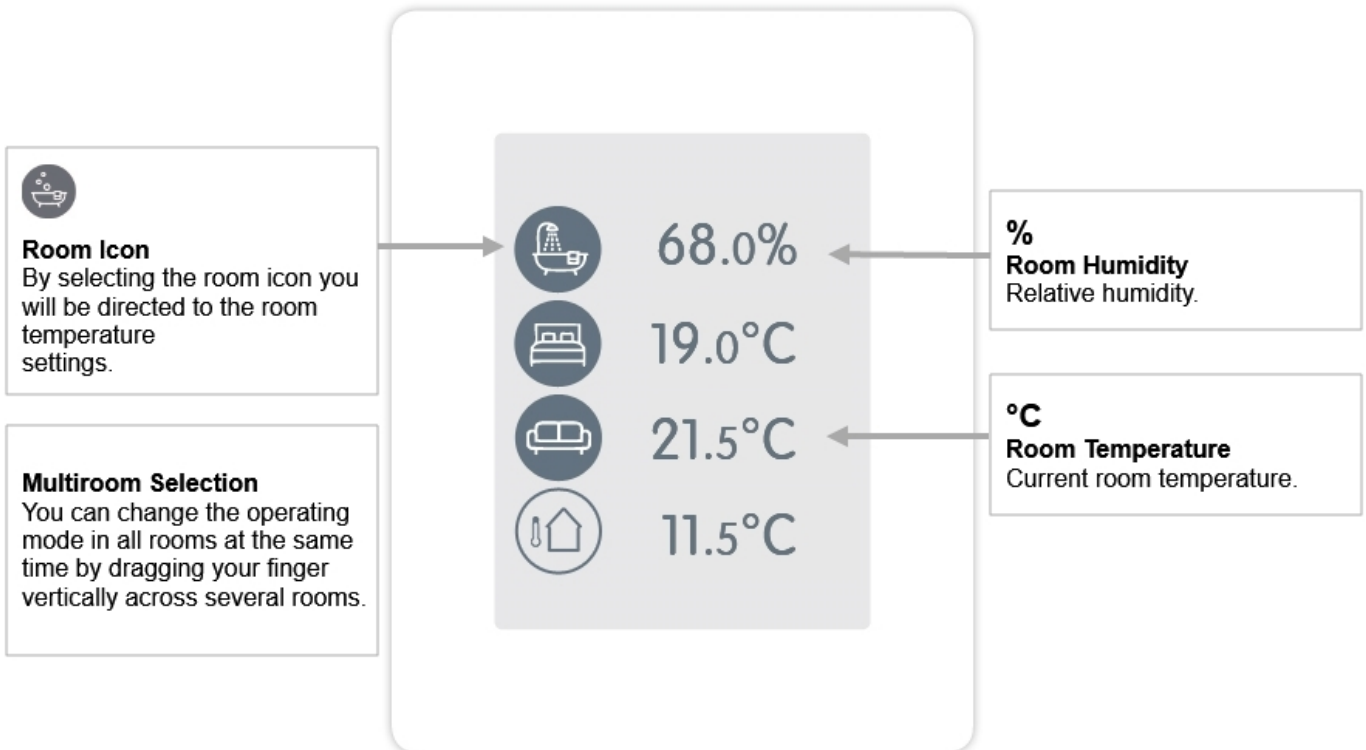 Room Icon
By selecting the room icon you
will be directed to the room
temperature
settings.
Multiroom Selection
You can change the operating
mode in all rooms at the same
time by dragging your finger
vertically across several rooms.
68.0%
19.0°C
21.5°C
11.5°C
%
Room Humidity
Relative humidity.
°C
Room Temperature
Current room temperature.